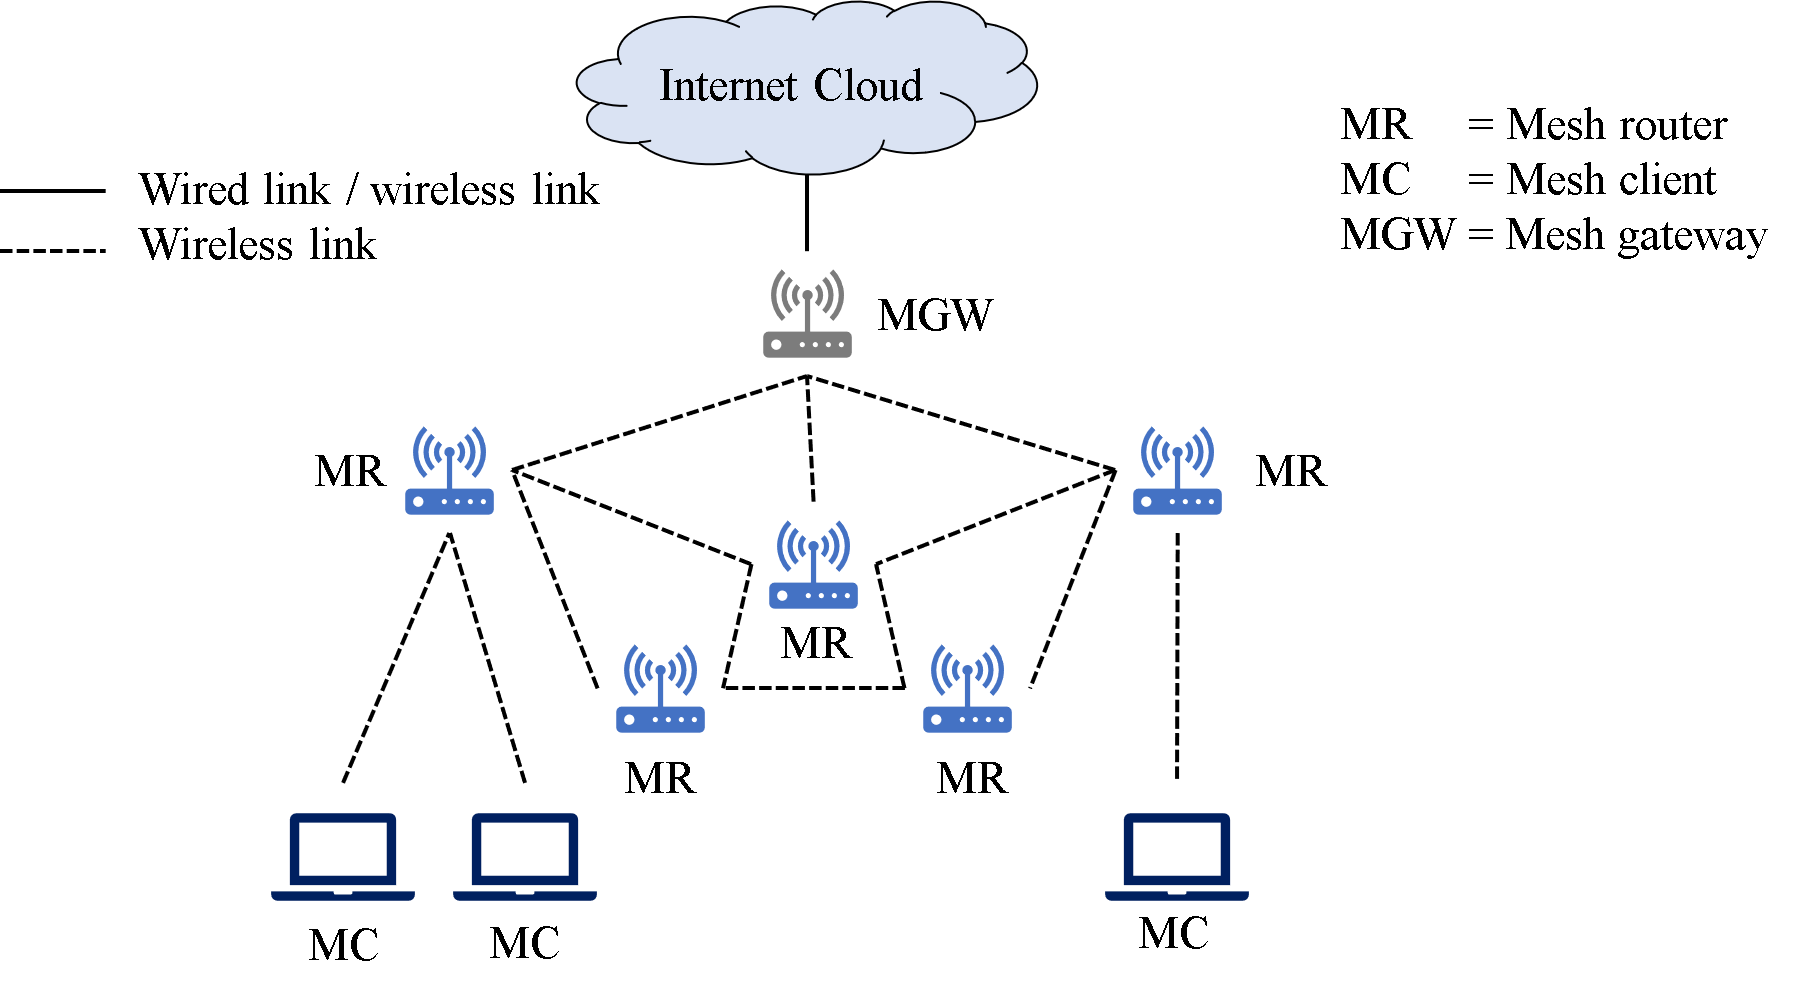 Internet Cloud
MR = Mesh router
MC = Mesh client
MGW = Mesh gateway
Wired link / wireless link
Wireless link
MGW
MR
MR
MR
MR
MR
MC
MC
MC